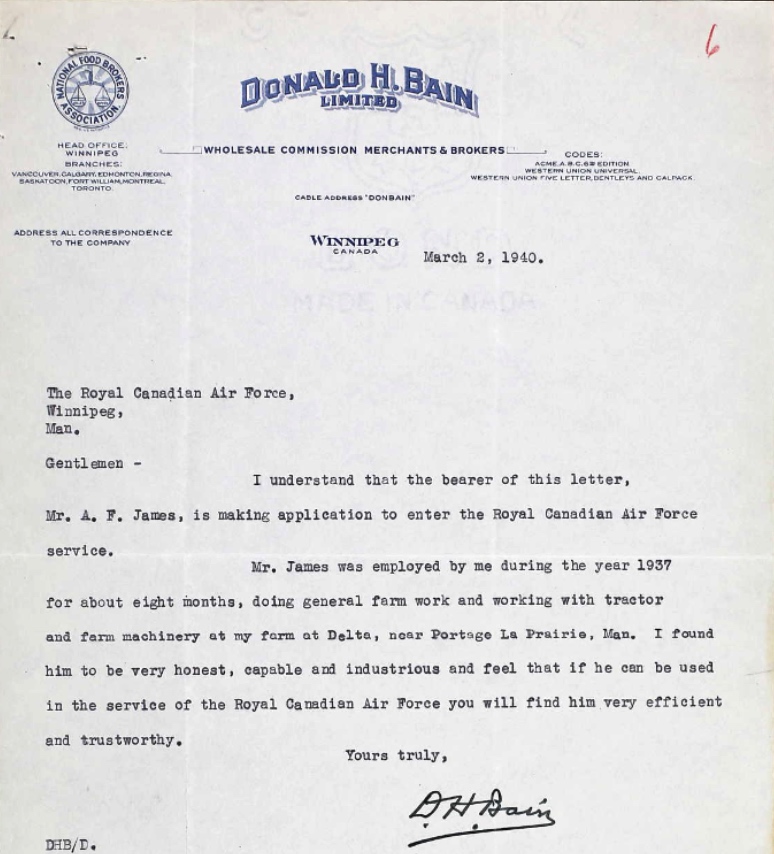 6
NATIONAL FOOD BROKERS
ASSOCIATION
DONALD H. BAIN
LIMITED
HEAD OFFICE:
WINNIPEG
BRANCHES:
VANCOUVER, CALGARY, EDMONTON, REGINA,
SASKATOON, FORT WILLIAM, MONTREAL,
TORONTO.
WHOLESALE COMMISSION MERCHANTS & BROKERS
CODES:
ACME. A.B.C. 6TH EDITION
WESTERN UNION UNIVERSAL.
WESTERN UNION FIVE LETTER, BENTLEYS AND CALPACK.
CABLE ADDRESS "DONBAIN"
ADDRESS ALL CORRESPONDENCE
TO THE COMPANY
WINNIPEG
CANADA
March 2, 1940.
The Royal Canadian Air Force,
Winnipeg,
Man.
Gentlemen -
I understand that the bearer of this letter,
Mr. A. F. James, is making application to enter the Royal Canadian Air Force
service.
Mr. James was employed by me during the year 1937
for about eight months, doing general farm work and working with tractor
and farm machinery at my farm at Delta, near Portage La Prairie, Man. I found
him to be very honest, capable and industrious and feel that if he can be used
in the service of the Royal Canadian Air Force you will find him very efficient
and trustworthy.
Yours truly,
D. H. Bain
DHB/D.